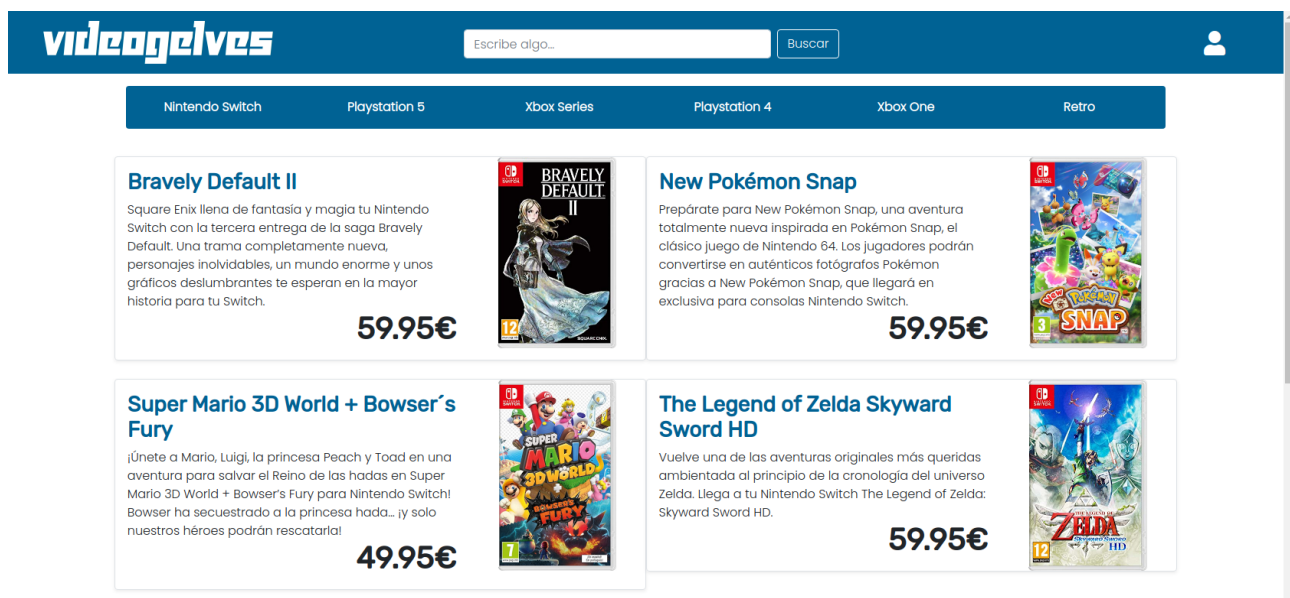 videogelves
Escribe algo...
Buscar
Nintendo Switch
Playstation 5
Xbox Series
Playstation 4
Xbox One
Retro
Bravely Default II
Square Enix llena de fantasía y magia tu Nintendo
Switch con la tercera entrega de la saga Bravely
Default. Una trama completamente nueva,
personajes inolvidables, un mundo enorme y unos
gráficos deslumbrantes te esperan en la mayor
historia para tu Switch.
59.95€
BRAVELY
DEFAULT
II
12
SQUARE ENIX
New Pokémon Snap
Prepárate para New Pokémon Snap, una aventura
totalmente nueva inspirada en Pokémon Snap, el
clásico juego de Nintendo 64. Los jugadores podrán
convertirse en auténticos fotógrafos Pokémon
gracias a New Pokémon Snap, que llegará en
exclusiva para consolas Nintendo Switch.
59.95€
New
POKÉMON
SNAP
3
Super Mario 3D World + Bowser´s
Fury
¡Únete a Mario, Luigi, la princesa Peach y Toad en una
aventura para salvar el Reino de las hadas en Super
Mario 3D World + Bowser's Fury para Nintendo Switch!
Bowser ha secuestrado a la princesa hada... ¡y solo
nuestros héroes podrán rescatarla!
49.95€
SUPER
MARIO
3D WORLD
BOWSER'S
FURY
7
The Legend of Zelda Skyward
Sword HD
Vuelve una de las aventuras originales más queridas
ambientada al principio de la cronología del universo
Zelda. Llega a tu Nintendo Switch The Legend of Zelda:
Skyward Sword HD.
59.95€
THE LEGEND OF
ZELDA
Skyward Sword
HD
12